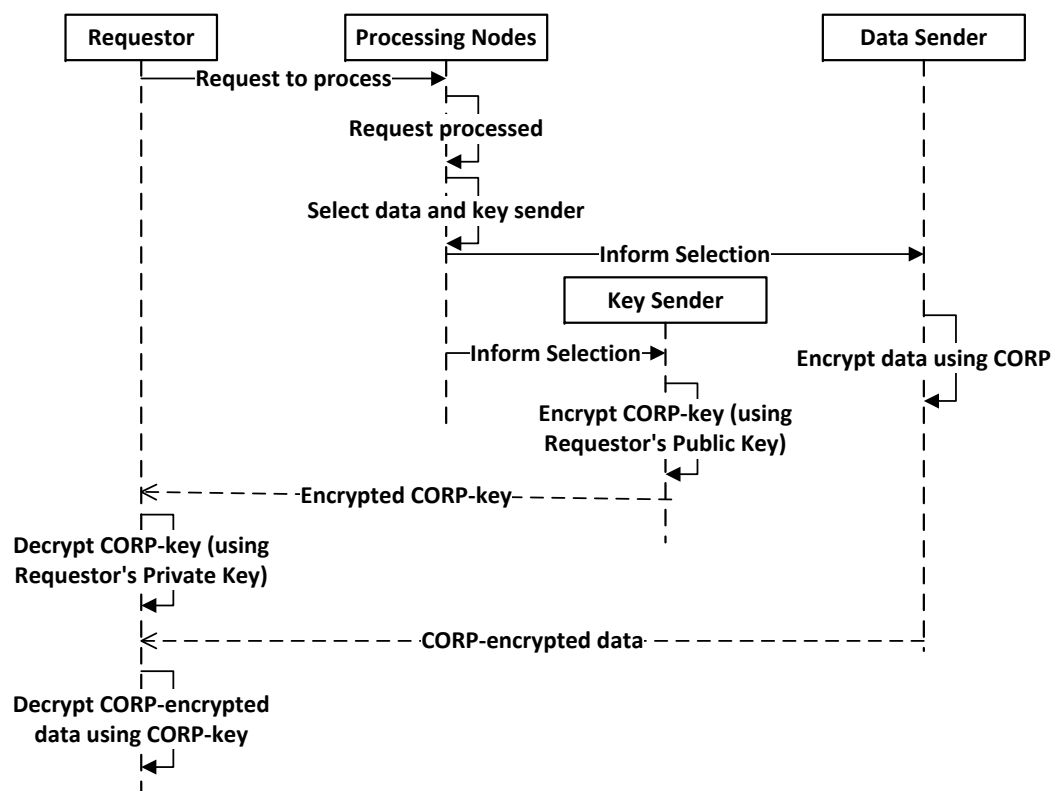 Requestor
Processing Nodes
Data Sender
Request to process
Request processed
Select data and key sender
Inform Selection
Key Sender
Inform Selection
Encrypt data using CORP
Encrypt CORP-key (using
Requestor's Public Key)
Encrypted CORP-key
Decrypt CORP-key (using
Requestor's Private Key)
CORP-encrypted data
Decrypt CORP-encrypted
data using CORP-key